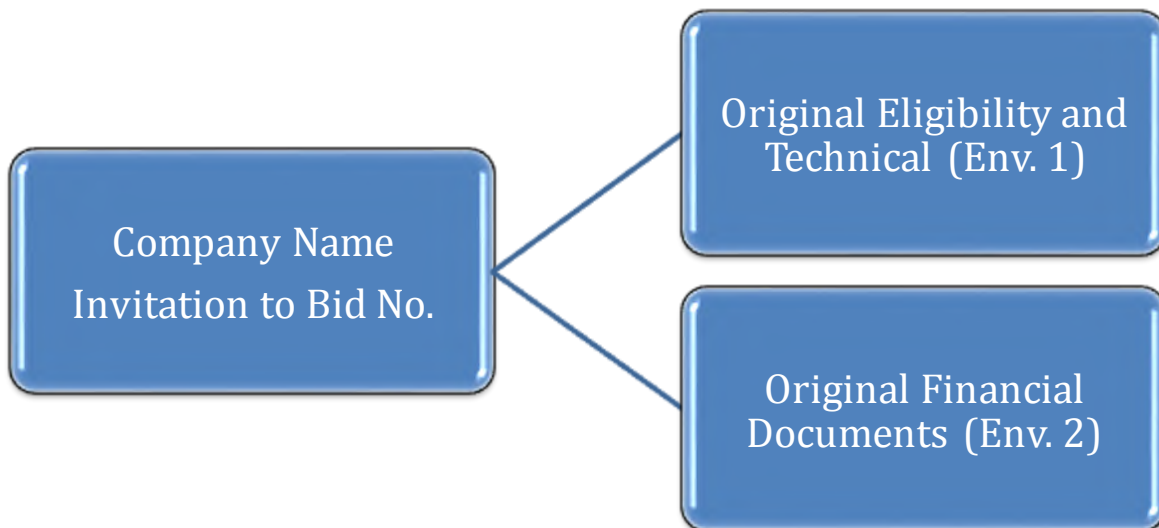 Company Name
Invitation to Bid No.
Original Eligibility and
Technical (Env. 1)
Original Financial
Documents (Env. 2)